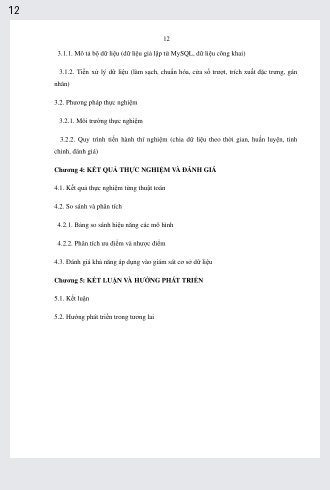 12
12
3.1.1. Mô tả bộ dữ liệu (dữ liệu giả lập từ MySQL, dữ liệu công khai)
3.1.2. Tiền xử lý dữ liệu (làm sạch, chuẩn hóa, cửa sổ trượt, trích xuất đặc trưng, gán
nhãn)
3.2. Phương pháp thực nghiệm
3.2.1. Môi trường thực nghiệm
3.2.2. Quy trình tiến hành thí nghiệm (chia dữ liệu theo thời gian, huấn luyện, tinh
chỉnh, đánh giá)
Chương 4: KẾT QUẢ THỰC NGHIỆM VÀ ĐÁNH GIÁ
4.1. Kết quả thực nghiệm từng thuật toán
4.2. So sánh và phân tích
4.2.1. Bảng so sánh hiệu năng các mô hình
4.2.2. Phân tích ưu điểm và nhược điểm
4.3. Đánh giá khả năng áp dụng vào giám sát cơ sở dữ liệu
Chương 5: KẾT LUẬN VÀ HƯỚNG PHÁT TRIỂN
5.1. Kết luận
5.2. Hướng phát triển trong tương lai